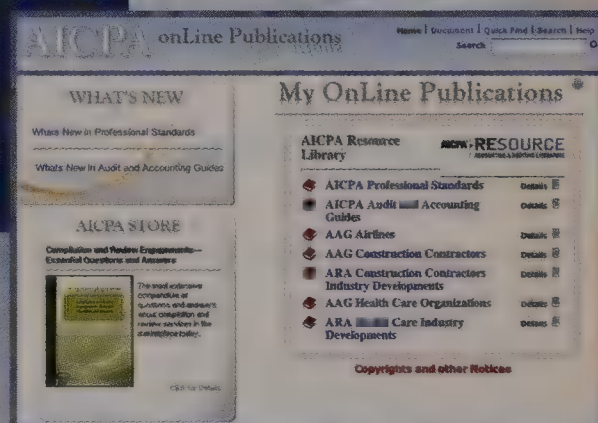 AICPA onLine Publications
Home | Document | Quick Find | Search | Help
Search
WHAT'S NEW
Whats New in Professional Standards
Whats New in Audit and Accounting Guides
AICPA STORE
Compilation and Review Engagements—
Essential Questions and Answers
The most extensive
compendium of
questions and answers
about compilation and
review services in the
marketplace today.
Click for Details
My OnLine Publications
AICPA Resource
Library
AICPA RESOURCE
ACCOUNTING & AUDITING LITERATURE
AICPA Professional Standards Details
AICPA Audit Accounting Details
Guides
AAG Airlines Details
AAG Construction Contractors Details
ARA Construction Contractors Details
Industry Developments
AAG Health Care Organizations Details
ARA Care Industry Details
Developments
Copyrights and other Notices